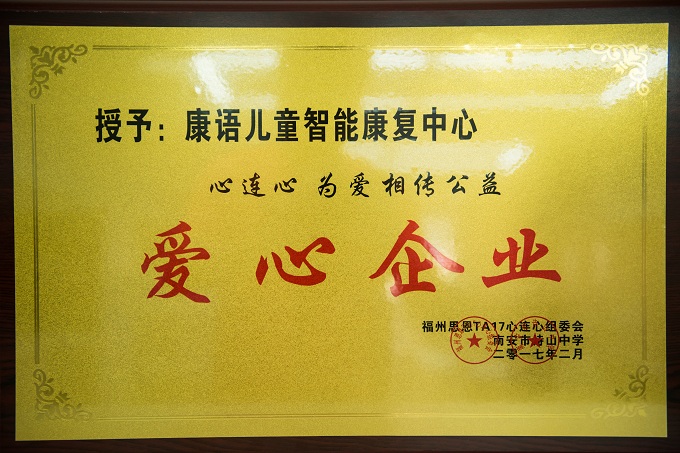 授予：康语儿童智能康复中心
心连心 为爱相传公益
爱心企业
福州思恩TA17心连心组委会
南安市诗山中学
二零一七年二月